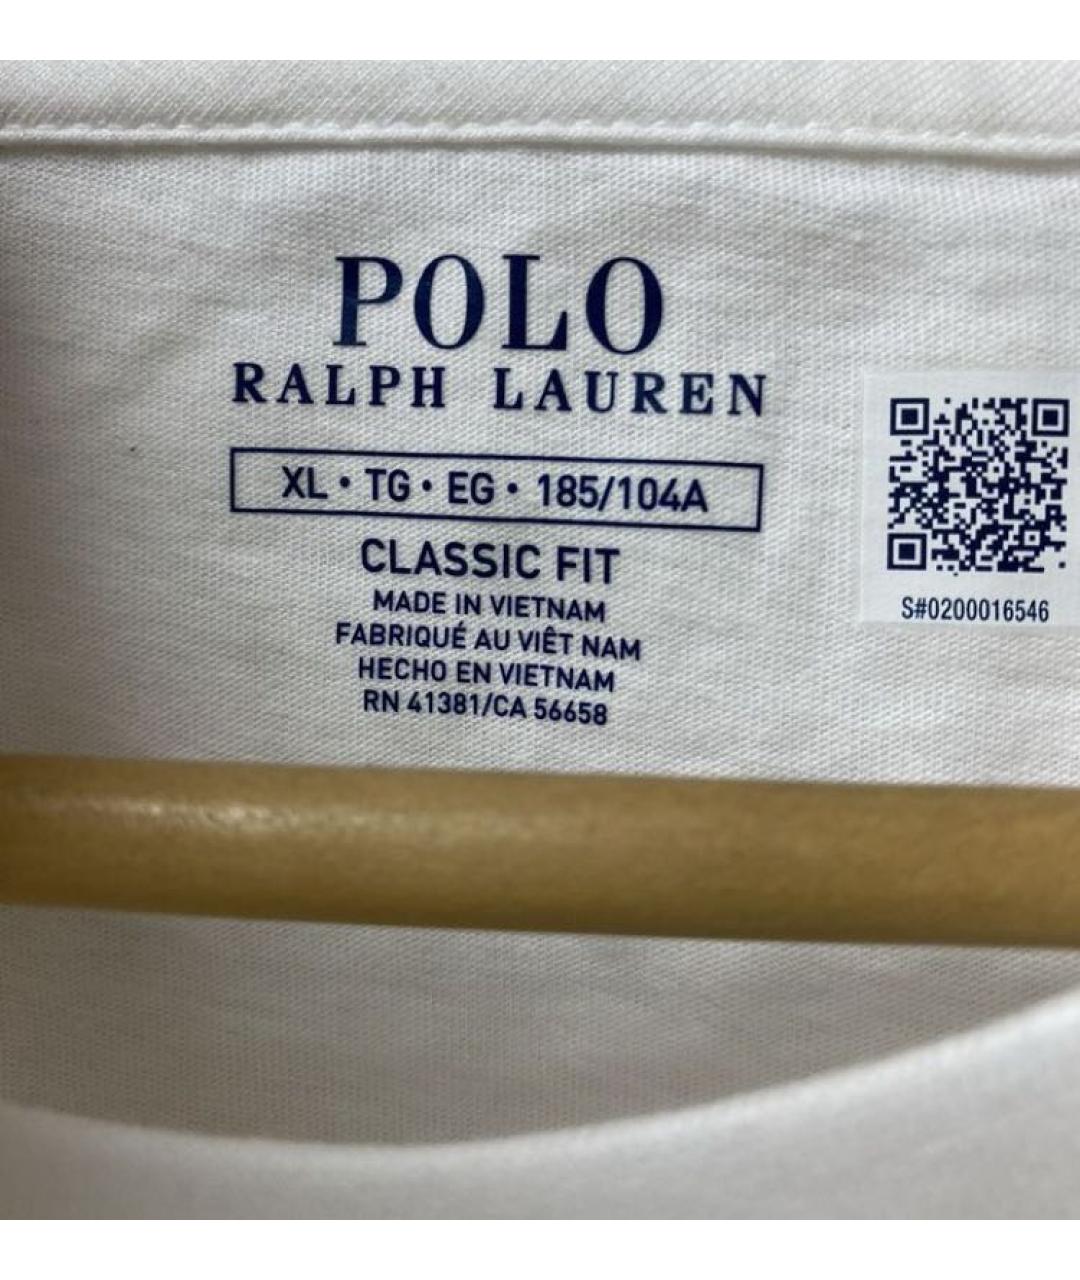 POLO
RALPH LAUREN
XL • TG • EG • 185/104A
CLASSIC FIT
MADE IN VIETNAM
FABRIQUÉ AU VIÊT NAM
HECHO EN VIETNAM
RN 41381/CA 56658
S#0200016546